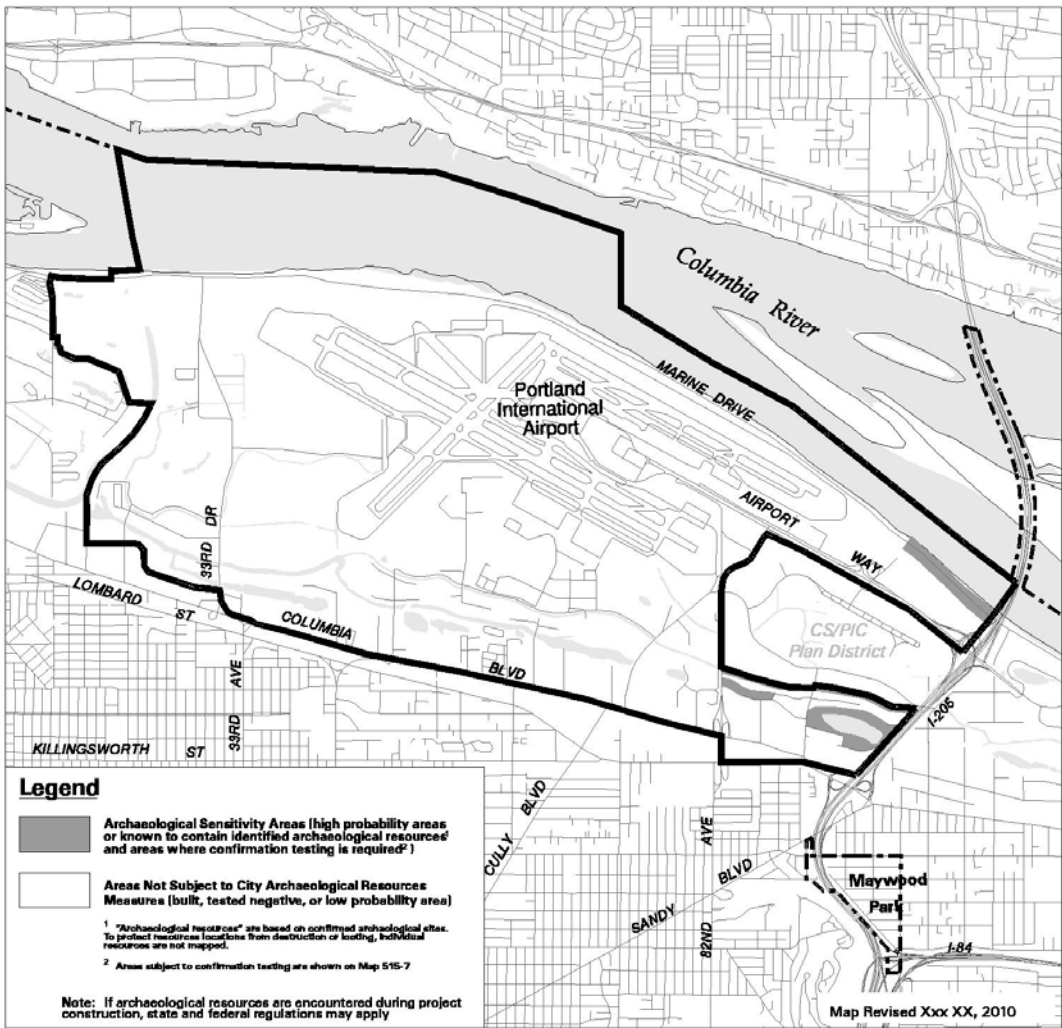 Columbia River
MARINE DRIVE
Portland
International
Airport
AIRPORT WAY
33RD DR
LOMBARD ST
COLUMBIA BLVD
CS/PIC
Plan District
I-205
33RD AVE
KILLINGSWORTH ST
CULLY BLVD
82ND AVE
SANDY BLVD
Maywood
Park
I-84
Legend
Archaeological Sensitivity Areas (high probability areas
or known to contain identified archaeological resources¹
and areas where confirmation testing is required² )
Areas Not Subject to City Archaeological Resources
Measures (built, tested negative, or low probability area)
¹ "Archaeological resources" are based on confirmed archaeological sites.
To protect resources locations from destruction or looting, individual
resources are not mapped.
² Areas subject to confirmation testing are shown on Map 515-7
Note: If archaeological resources are encountered during project
construction, state and federal regulations may apply
Map Revised Xxx XX, 2010